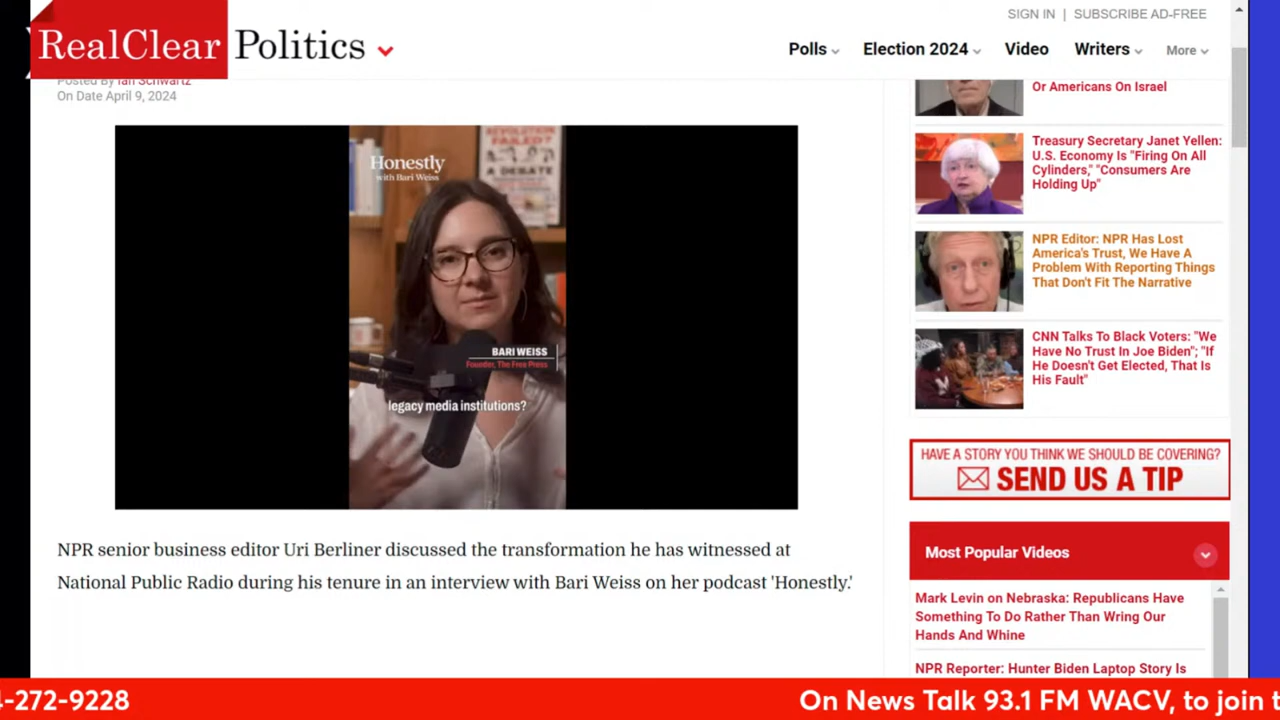 SIGN IN | SUBSCRIBE AD-FREE
RealClear Politics
Polls Election 2024 Video Writers More
Posted By Ian Schwartz
On Date April 9, 2024
Honestly
with Bari Weiss
REVOLUTION
FAILED?
A DEBATE
BARI WEISS
Founder, The Free Press
legacy media institutions?
NPR senior business editor Uri Berliner discussed the transformation he has witnessed at
National Public Radio during his tenure in an interview with Bari Weiss on her podcast 'Honestly.'
Or Americans On Israel
Treasury Secretary Janet Yellen:
U.S. Economy Is "Firing On All
Cylinders," "Consumers Are
Holding Up"
NPR Editor: NPR Has Lost
America's Trust, We Have A
Problem With Reporting Things
That Don't Fit The Narrative
CNN Talks To Black Voters: "We
Have No Trust In Joe Biden"; "If
He Doesn't Get Elected, That Is
His Fault"
HAVE A STORY YOU THINK WE SHOULD BE COVERING?
SEND US A TIP
Most Popular Videos
Mark Levin on Nebraska: Republicans Have
Something To Do Rather Than Wring Our
Hands And Whine
NPR Reporter: Hunter Biden Laptop Story Is
4-272-9228
On News Talk 93.1 FM WACV, to join t